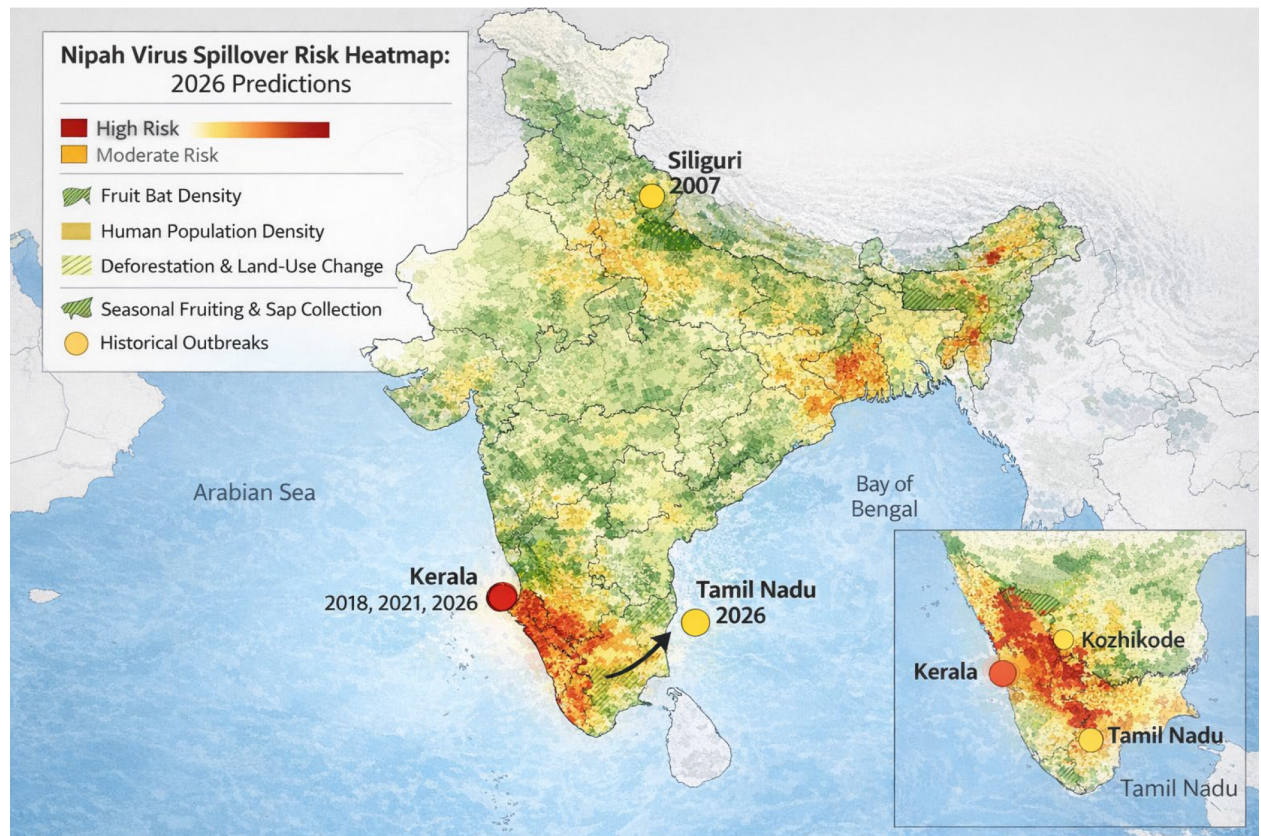 Nipah Virus Spillover Risk Heatmap:
2026 Predictions
High Risk
Moderate Risk
Fruit Bat Density
Human Population Density
Deforestation & Land-Use Change
Seasonal Fruiting & Sap Collection
Historical Outbreaks
Siliguri
2007
Arabian Sea
Bay of
Bengal
Kerala
2018, 2021, 2026
Tamil Nadu
2026
Kozhikode
Kerala
Tamil Nadu
Tamil Nadu